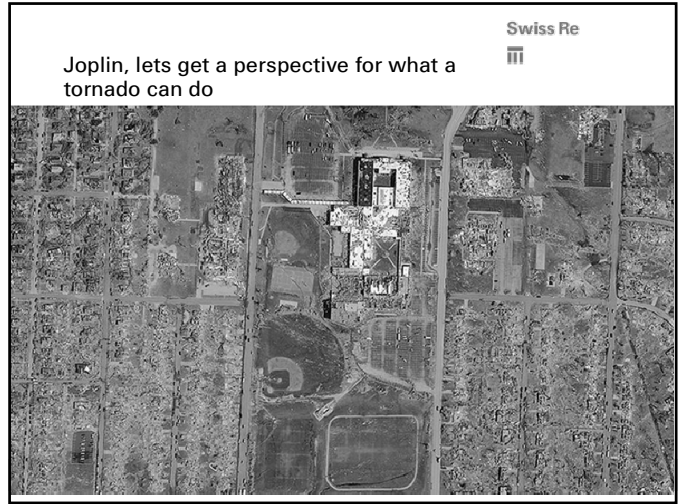 Swiss Re
Joplin, lets get a perspective for what a
tornado can do